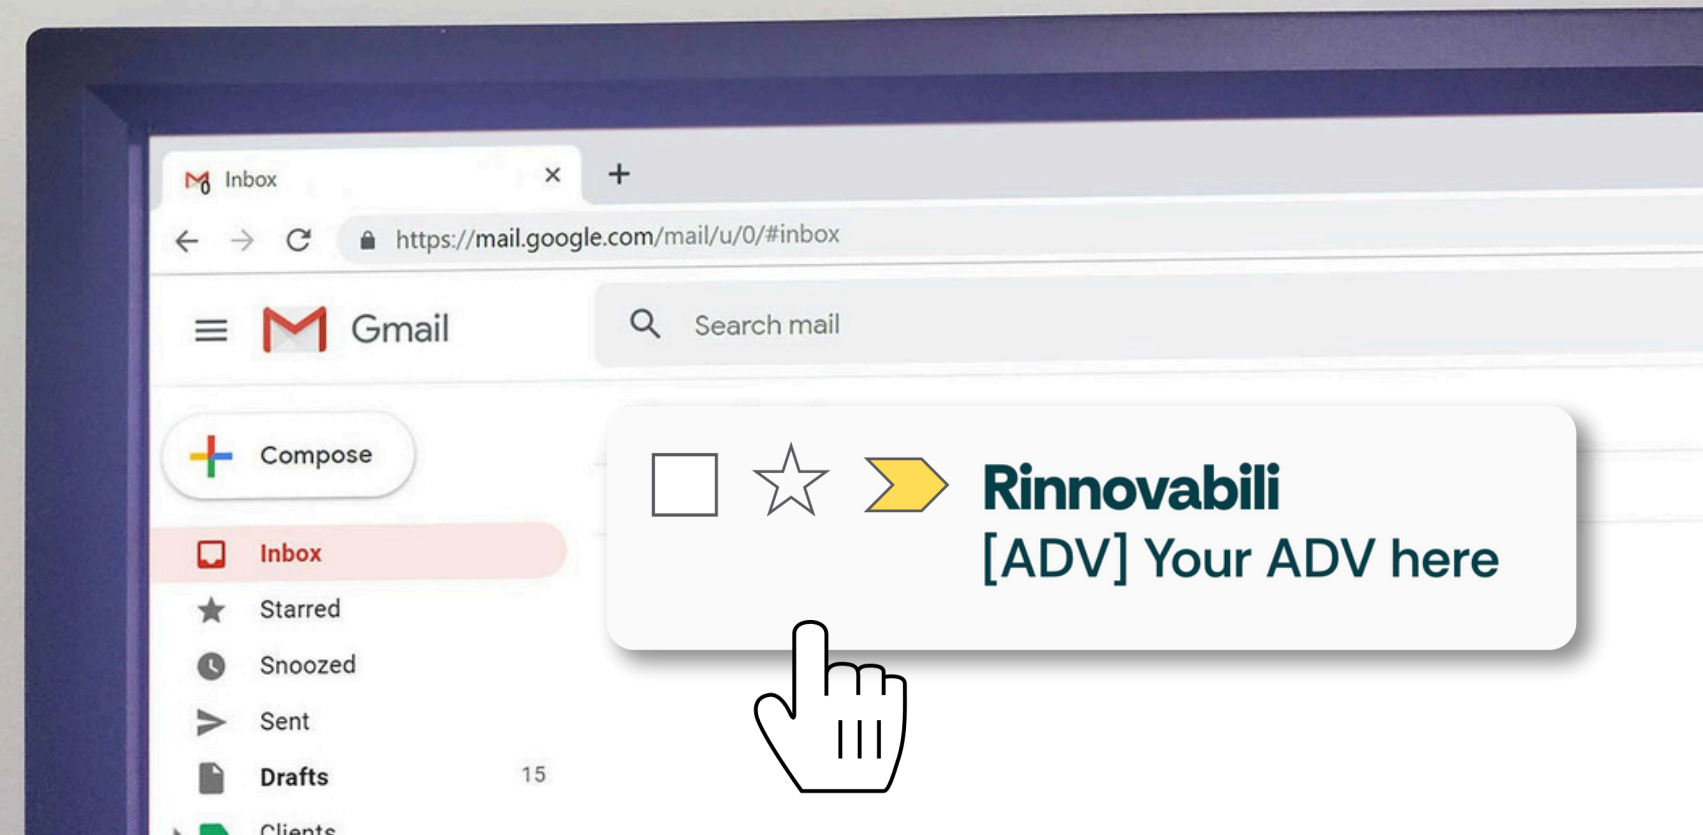 Inbox
https://mail.google.com/mail/u/0/#inbox
Gmail
Search mail
Compose
Rinnovabili
[ADV] Your ADV here
Inbox
Starred
Snoozed
Sent
Drafts 15
Clients